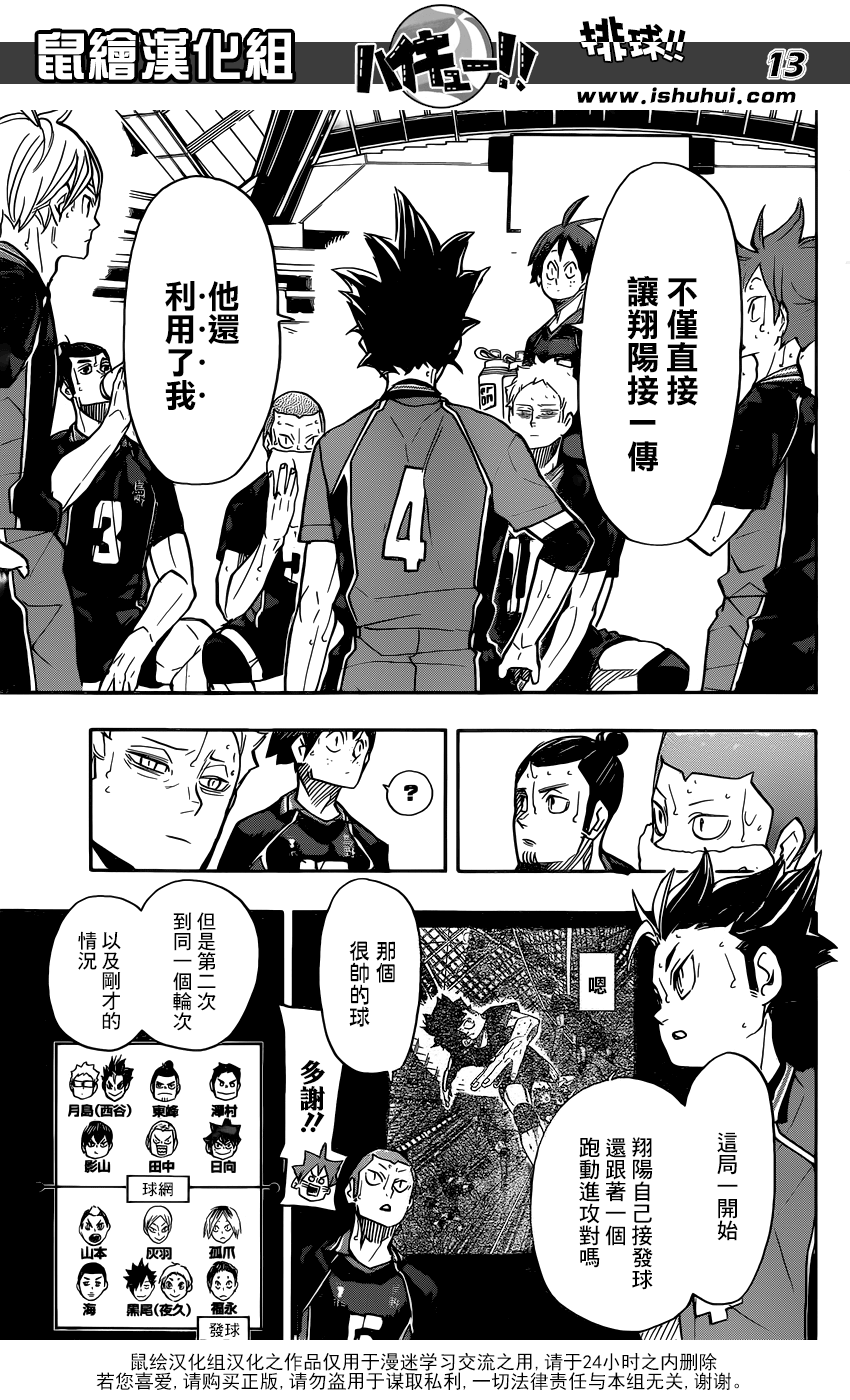 鼠繪漢化組
ハイキュー!!
排球!!
13
www.ishuhui.com
不僅直接
讓翔陽接一傳
他還
利用了我
3
4
?
這局一開始
翔陽自己接發球
還跟著一個
跑動進攻對嗎
嗯
那個
很帥的球
多謝!!
但是第二次
到同一個輪次
以及剛才的
情況
月島(西谷) 東峰 澤村
影山 田中 日向
球網
山本 灰羽 孤爪
海 黑尾(夜久) 福永
發球
鼠绘汉化组汉化之作品仅用于漫迷学习交流之用,请于24小时之内删除
若您喜爱,请购买正版,请勿盗用于谋取私利,一切法律责任与本组无关,谢谢。